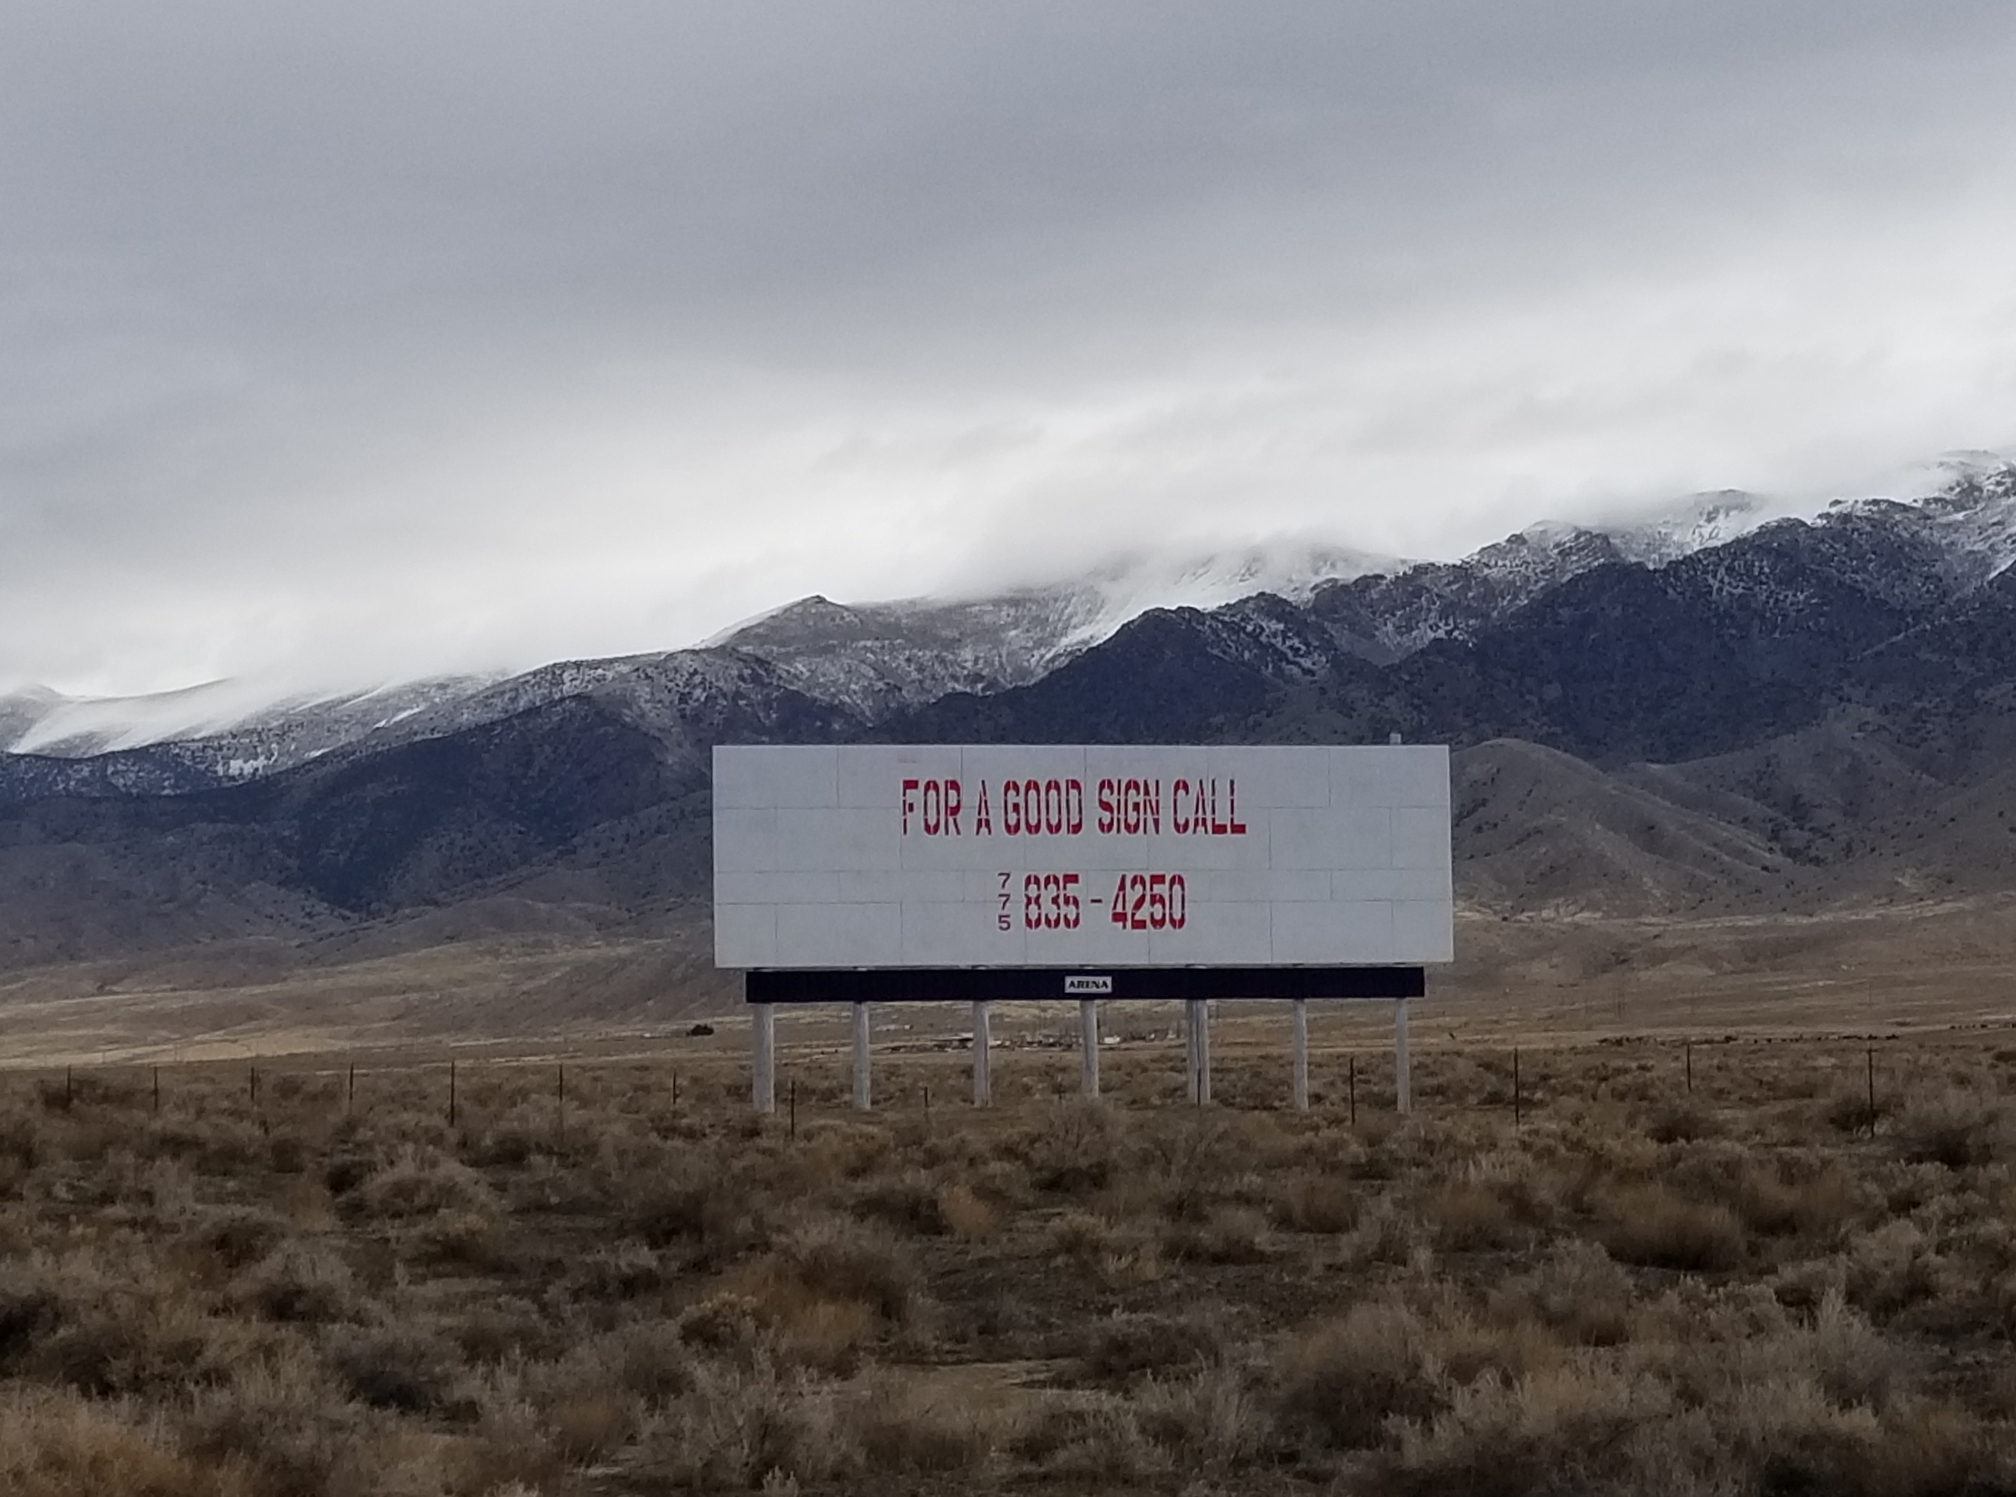 FOR A GOOD SIGN CALL
775 835-4250
ARENA